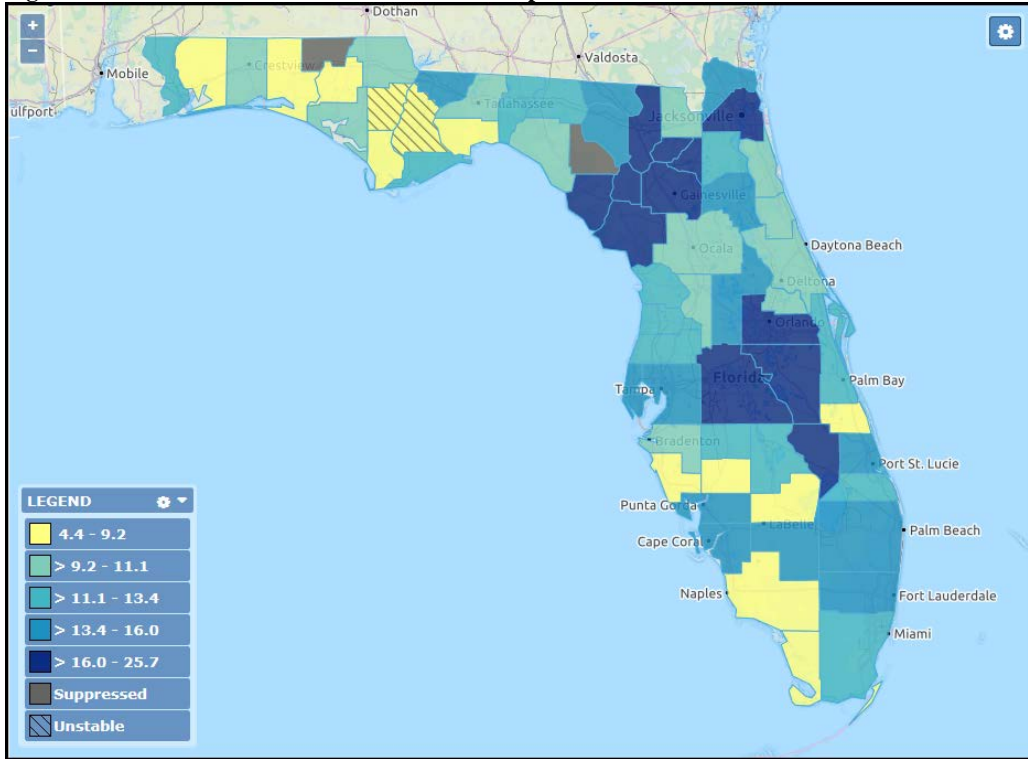 Dothan
+
−
Valdosta
Mobile
Crestview
ulfport
Tallahassee
Jacksonville
Gainesville
Ocala
Daytona Beach
Deltona
Orlando
Florida
Palm Bay
Tampa
Bradenton
Port St. Lucie
LEGEND
Punta Gorda
4.4 - 9.2
LaBelle
Palm Beach
Cape Coral
> 9.2 - 11.1
> 11.1 - 13.4
Naples
Fort Lauderdale
> 13.4 - 16.0
Miami
> 16.0 - 25.7
Suppressed
Unstable